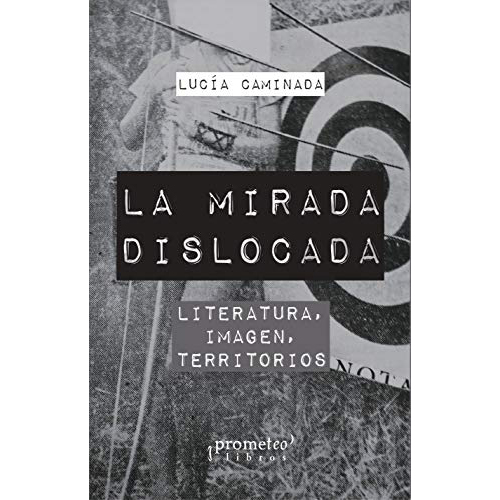 LUCÍA CAMINADA
LA MIRADA
DISLOCADA
LITERATURA,
IMAGEN,
TERRITORIOS
NOTA
prometeo
libros